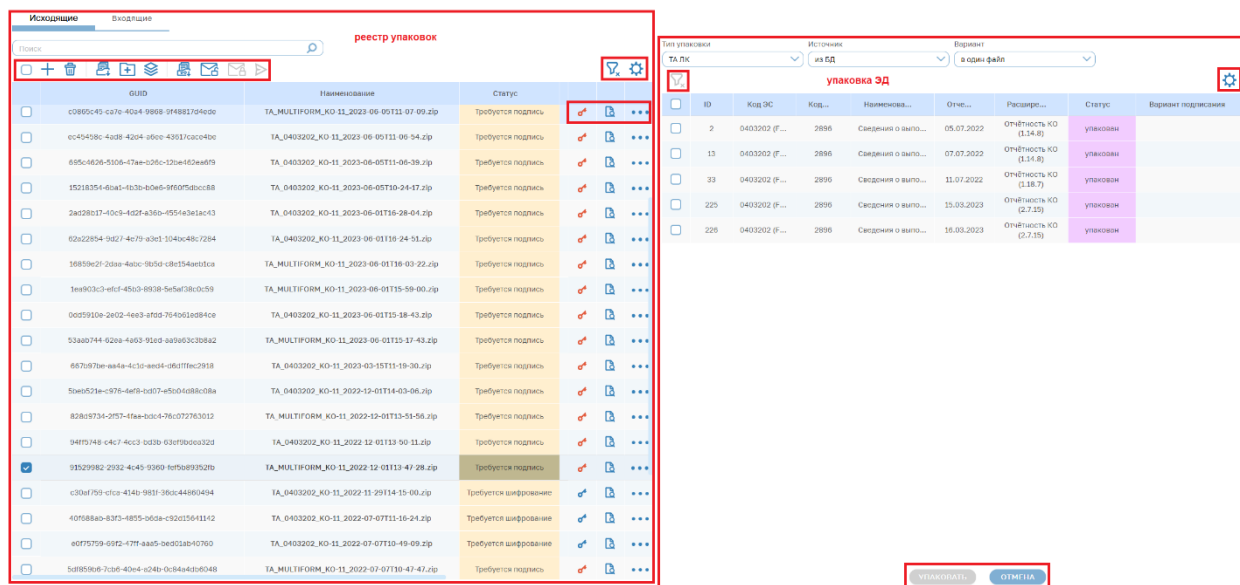 Исходящие Входящие
реестр упаковок
Поиск
GUID Наименование Статус
c0865c45-ca7e-40a4-9868-9f48817d4ede TA_MULTIFORM_KO-11_2023-06-05T11-07-09.zip Требуется подпись
ec45458c-4ad8-42d4-a6ee-43617cace4be TA_0403202_KO-11_2023-06-05T11-06-54.zip Требуется подпись
695c4626-5106-47ae-b26c-12be462ea6f9 TA_0403202_KO-11_2023-06-05T11-06-39.zip Требуется подпись
15218354-6ba1-4b3b-b0e6-9f60f5dbcc88 TA_0403202_KO-11_2023-06-05T10-24-17.zip Требуется подпись
2ad28b17-40c9-4d2f-a36b-4554e3e1ac43 TA_0403202_KO-11_2023-06-01T16-28-04.zip Требуется подпись
62a22854-9d27-4e79-a3e1-104bc48c7284 TA_0403202_KO-11_2023-06-01T16-24-51.zip Требуется подпись
16859e2f-2daa-4abc-9b5d-c8e154aeb1ca TA_MULTIFORM_KO-11_2023-06-01T16-03-22.zip Требуется подпись
1ea903c3-efcf-45b3-8938-5e5af38c0c59 TA_MULTIFORM_KO-11_2023-06-01T15-59-00.zip Требуется подпись
0dd5910e-2e02-4ee3-afdd-764b61ed84ce TA_0403202_KO-11_2023-06-01T15-18-43.zip Требуется подпись
53aab744-62ea-4a63-91ed-aa9a63c3b8a2 TA_MULTIFORM_KO-11_2023-06-01T15-17-43.zip Требуется подпись
667b97be-aa4a-4c1d-aed4-d6dfffec2918 TA_MULTIFORM_KO-11_2023-03-15T11-19-30.zip Требуется подпись
5beb521e-c976-4ef8-bd07-e5b04d88c08a TA_0403202_KO-11_2022-12-01T14-03-06.zip Требуется подпись
828d9734-2f57-4faa-bdc4-76c072763012 TA_MULTIFORM_KO-11_2022-12-01T13-51-56.zip Требуется подпись
94ff5748-c4c7-4cc3-bd3b-63ef9bdea32d TA_0403202_KO-11_2022-12-01T13-50-11.zip Требуется подпись
91529982-2932-4c45-9360-fef5b89352fb TA_MULTIFORM_KO-11_2022-12-01T13-47-28.zip Требуется подпись
c30af759-cfca-414b-981f-36dc44860494 TA_0403202_KO-11_2022-11-29T14-15-00.zip Требуется шифрование
40f688ab-83f3-4855-b6da-c92d15641142 TA_0403202_KO-11_2022-07-07T11-16-24.zip Требуется шифрование
e0f75759-69f2-47ff-aaa5-bed01ab40760 TA_0403202_KO-11_2022-07-07T10-49-09.zip Требуется шифрование
5df859b6-7cb6-40e4-a24b-0c84a4db6048 TA_MULTIFORM_KO-11_2022-07-07T10-47-47.zip Требуется подпись
Тип упаковки Источник Вариант
ТА ЛК из БД в один файл
упаковка ЭД
ID Код ЭС Код... Наименова... Отче... Расшире... Статус Вариант подписания
2 0403202 (F... 2896 Сведения о выпо... 05.07.2022 Отчётность КО (1.14.8) упакован
13 0403202 (F... 2896 Сведения о выпо... 07.07.2022 Отчётность КО (1.14.8) упакован
33 0403202 (F... 2896 Сведения о выпо... 11.07.2022 Отчётность КО (1.18.7) упакован
225 0403202 (F... 2896 Сведения о выпо... 15.03.2023 Отчётность КО (2.7.15) упакован
226 0403202 (F... 2896 Сведения о выпо... 16.03.2023 Отчётность КО (2.7.15) упакован
УПАКОВАТЬ ОТМЕНА